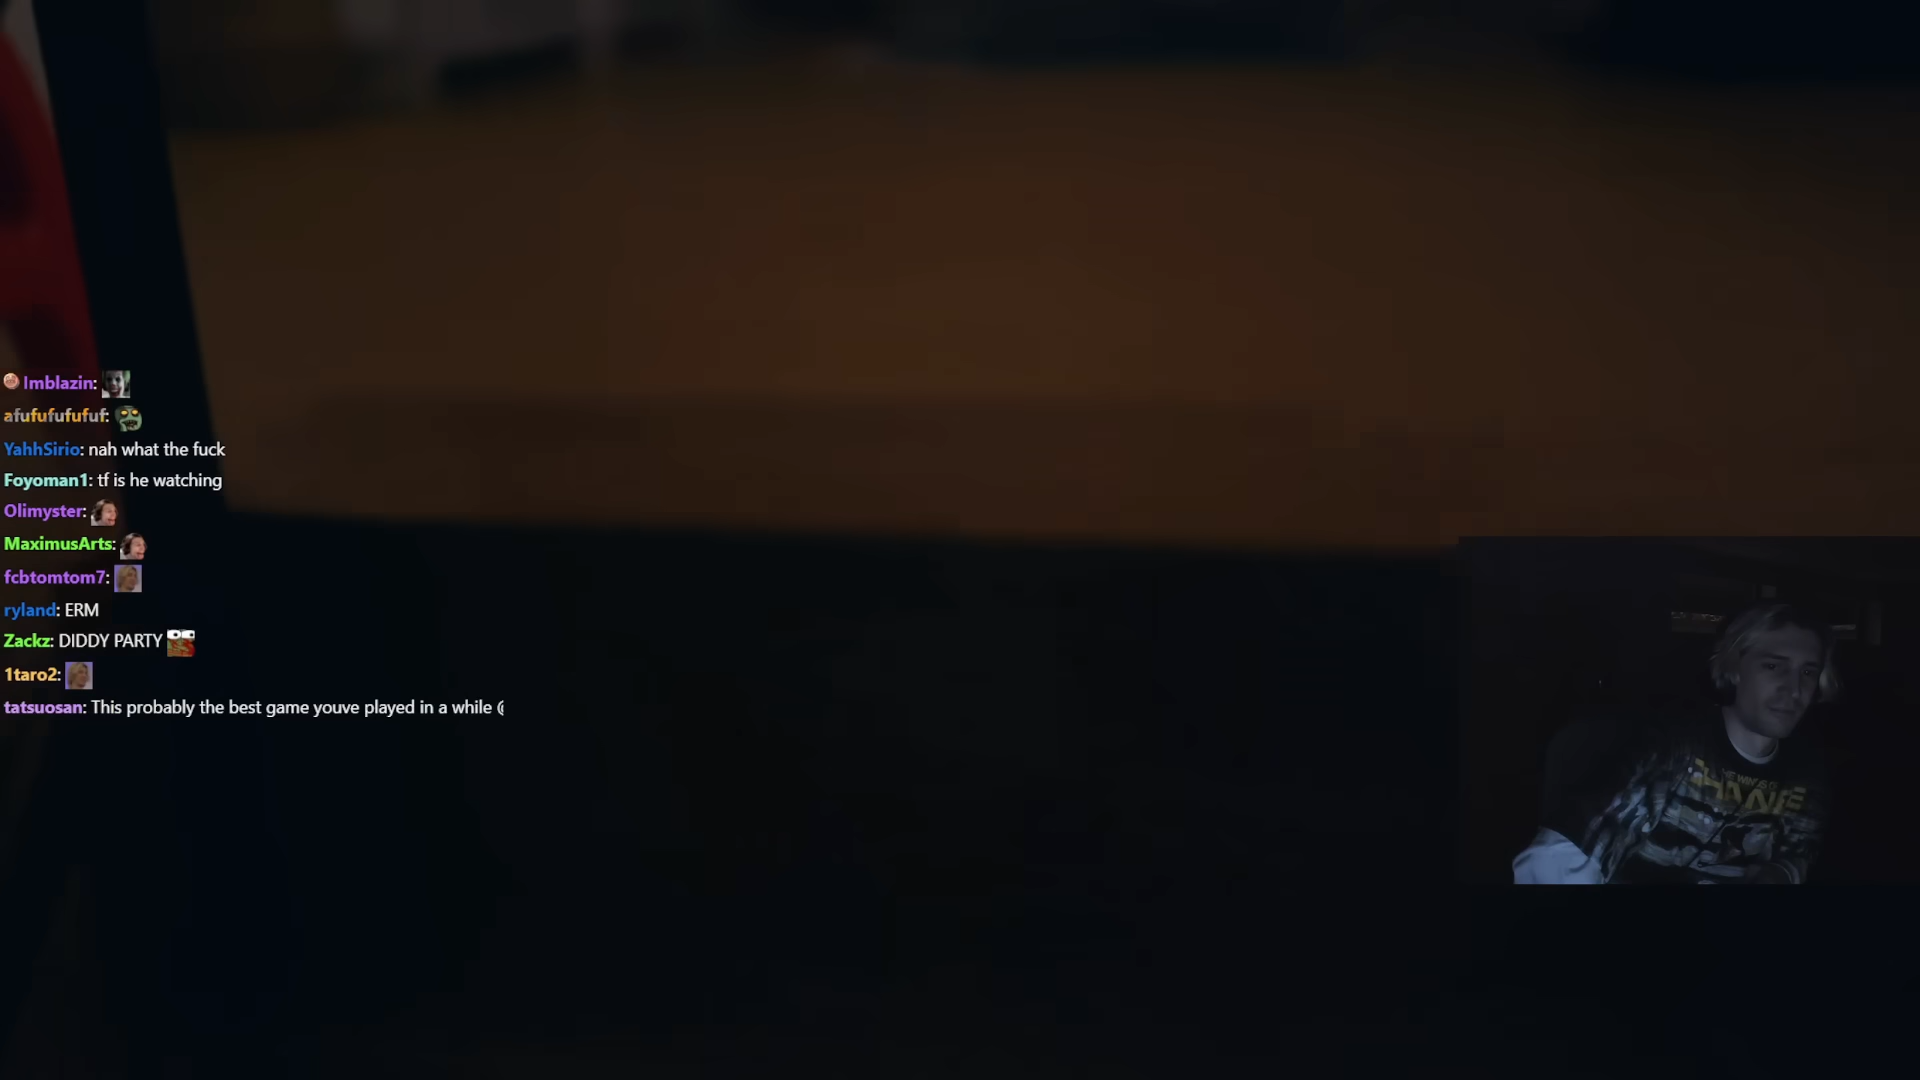 Imblazin:
afufufufufuf:
YahhSirio: nah what the fuck
Foyoman1: tf is he watching
Olimyster:
MaximusArts:
fcbtomtom7:
ryland: ERM
Zackz: DIDDY PARTY
1taro2:
tatsuosan: This probably the best game youve played in a while